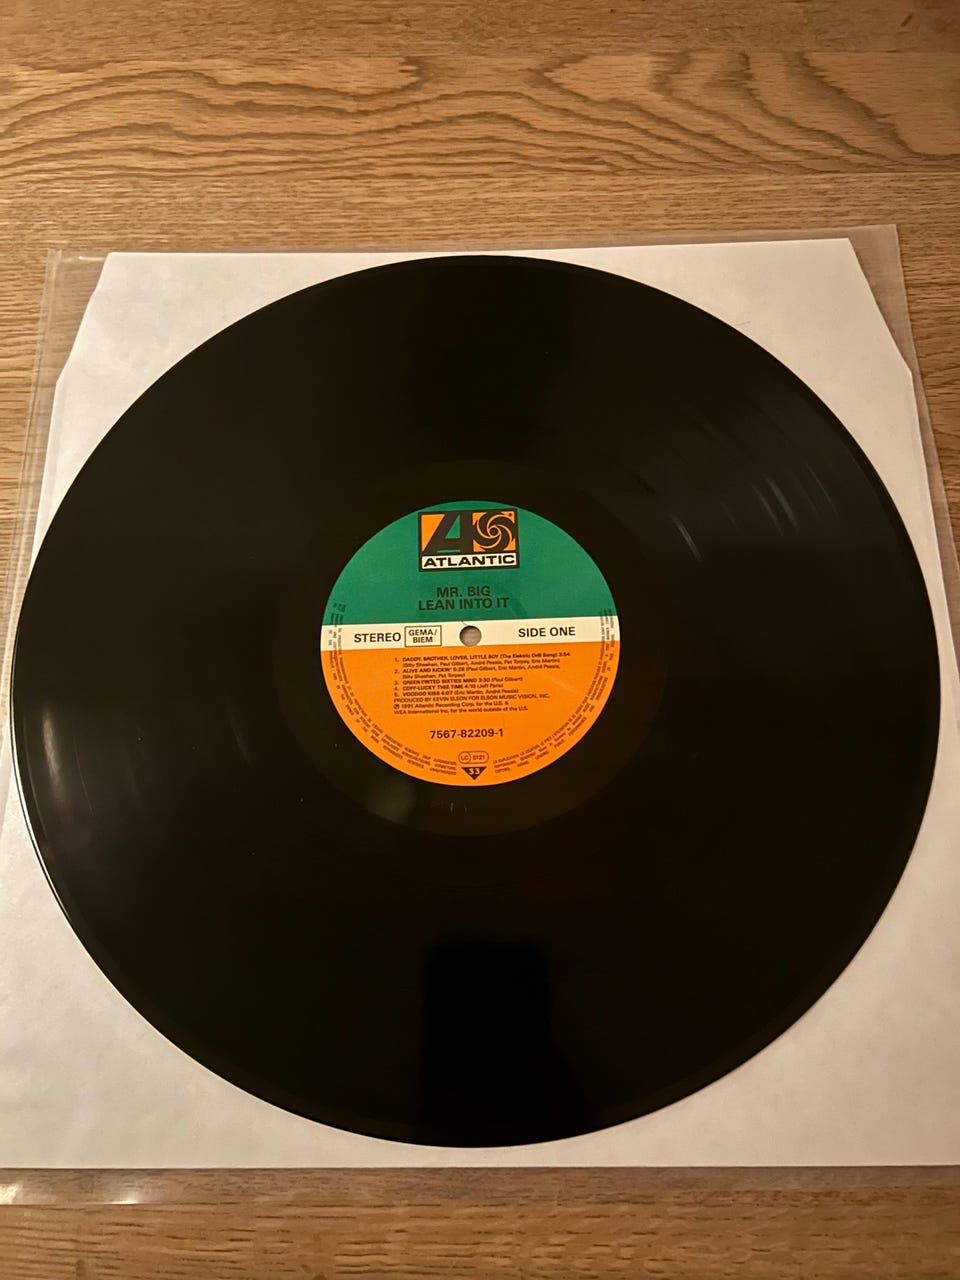 ATLANTIC
MR. BIG
LEAN INTO IT
STEREO GEMA/BIEM SIDE ONE
1. DADDY, BROTHER, LOVER, LITTLE BOY (The Elektric Drill Song) 3:54
(Billy Sheehan, Paul Gilbert, André Pessis, Pat Torpey, Eric Martin)
2. ALIVE AND KICKIN' 5:28 (Paul Gilbert, Eric Martin, André Pessis,
Billy Sheehan, Pat Torpey)
3. GREEN-TINTED SIXTIES MIND 3:30 (Paul Gilbert)
4. CDFF-LUCKY THIS TIME 4:10 (Jeff Paris)
5. VOODOO KISS 4:07 (Eric Martin, André Pessis)
PRODUCED BY KEVIN ELSON FOR ELSON MUSIC VISION, INC.
℗ 1991 Atlantic Recording Corp. for the U.S. &
WEA International Inc. for the world outside of the U.S.
7567-82209-1
LC 0121
33